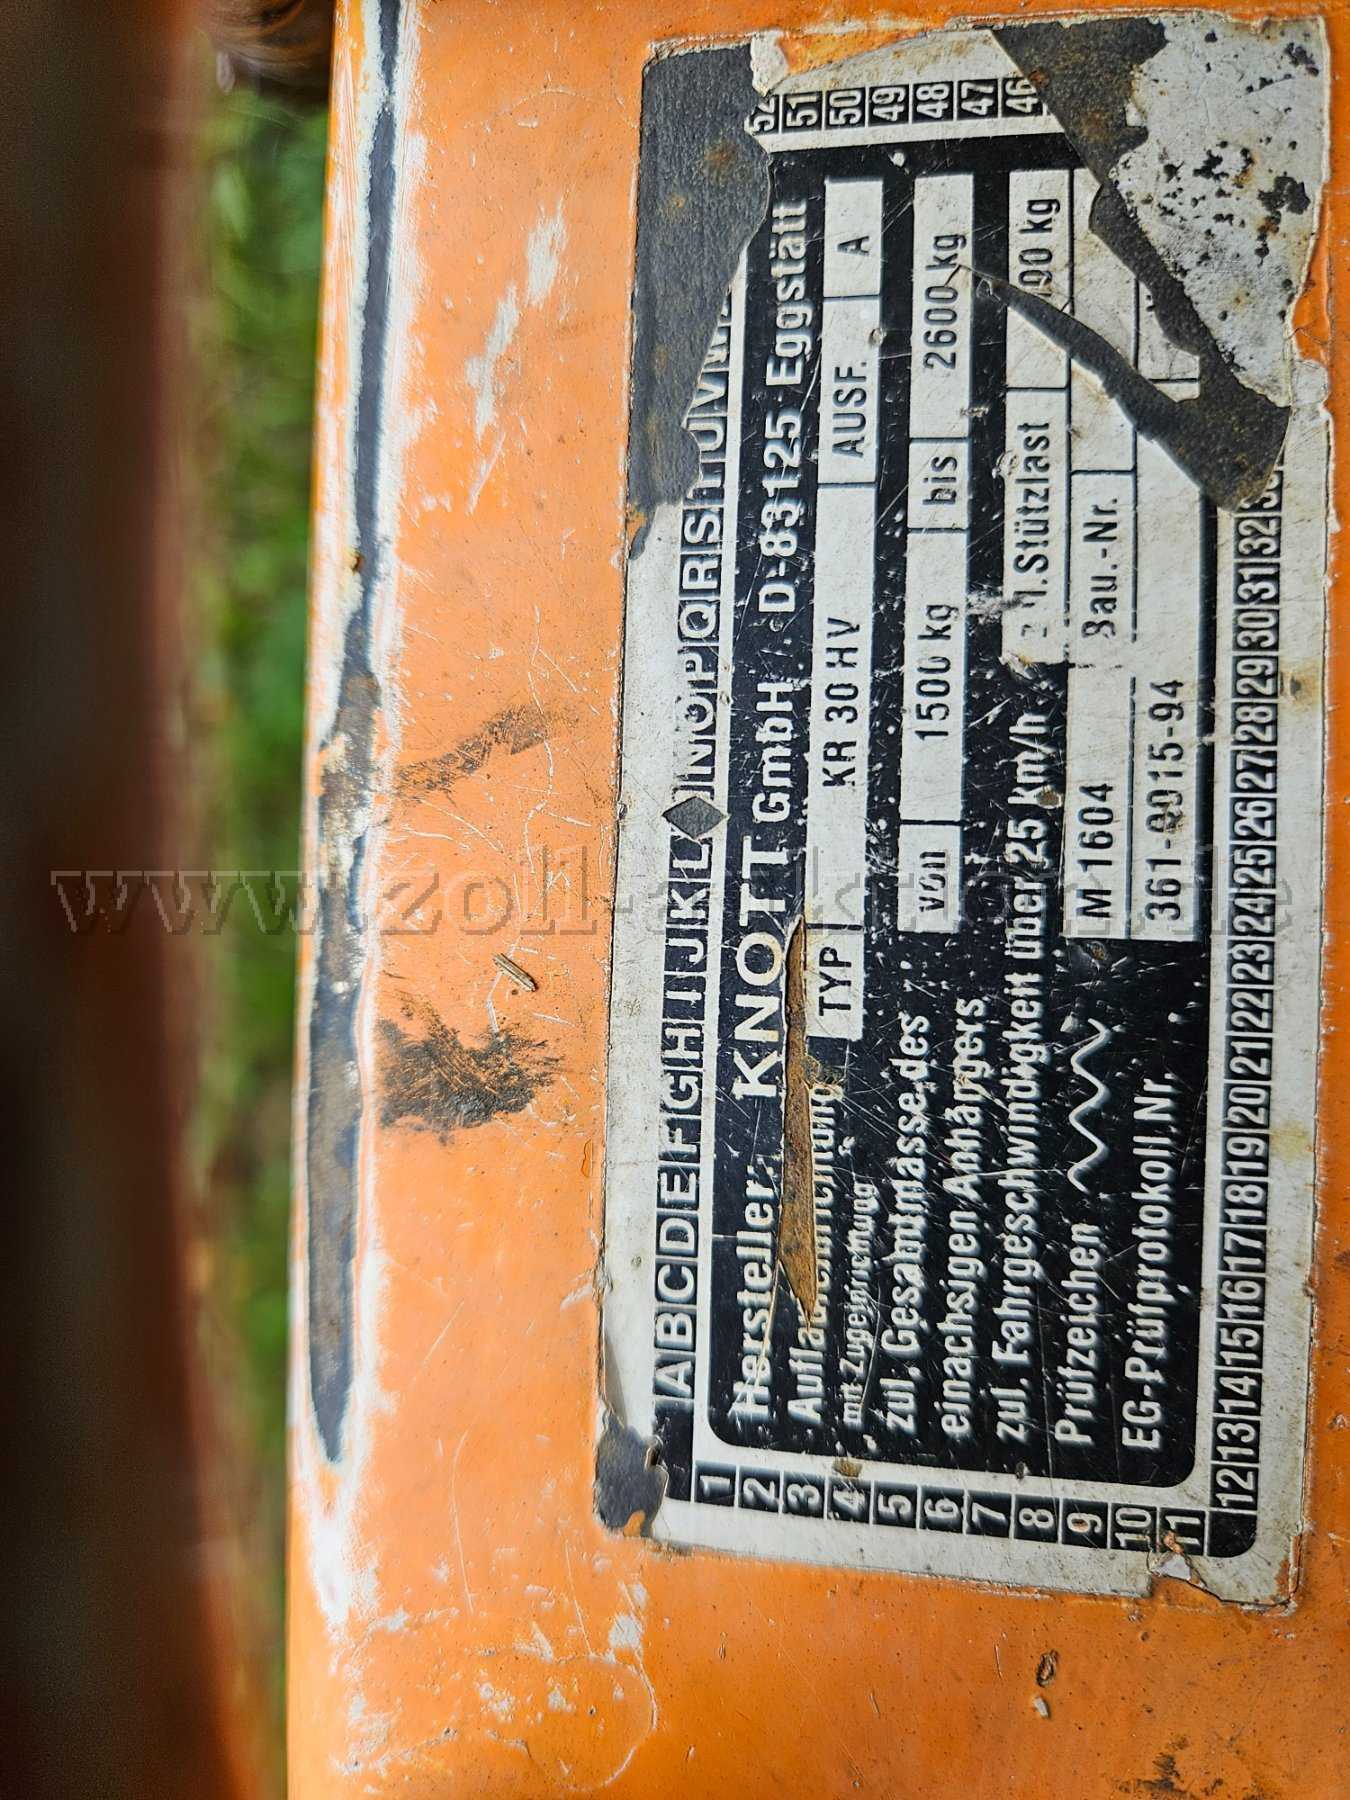 ABCDEFGHIJKL NOPQRSTUVW
Hersteller: KNOTT GmbH D-83125 Eggstätt
TYP KR 30 HV AUSF. A
mit Zugeinrichtung
zul. Gesamtmasse des von 1500 kg bis 2600 kg
einachsigen Anhängers
zul. Fahrgeschwindigkeit über 25 km/h Stützlast
Prüfzeichen M 1604 Bau.-Nr.
EG-Prüfprotokoll.Nr. 361-0015-94
1 2 3 4 5 6 7 8 9 10 11
12 13 14 15 16 17 18 19 20 21 22 23 24 25 26 27 28 29 30 31 32
46 47 48 49 50 51 52
www.zoll-auktion.de